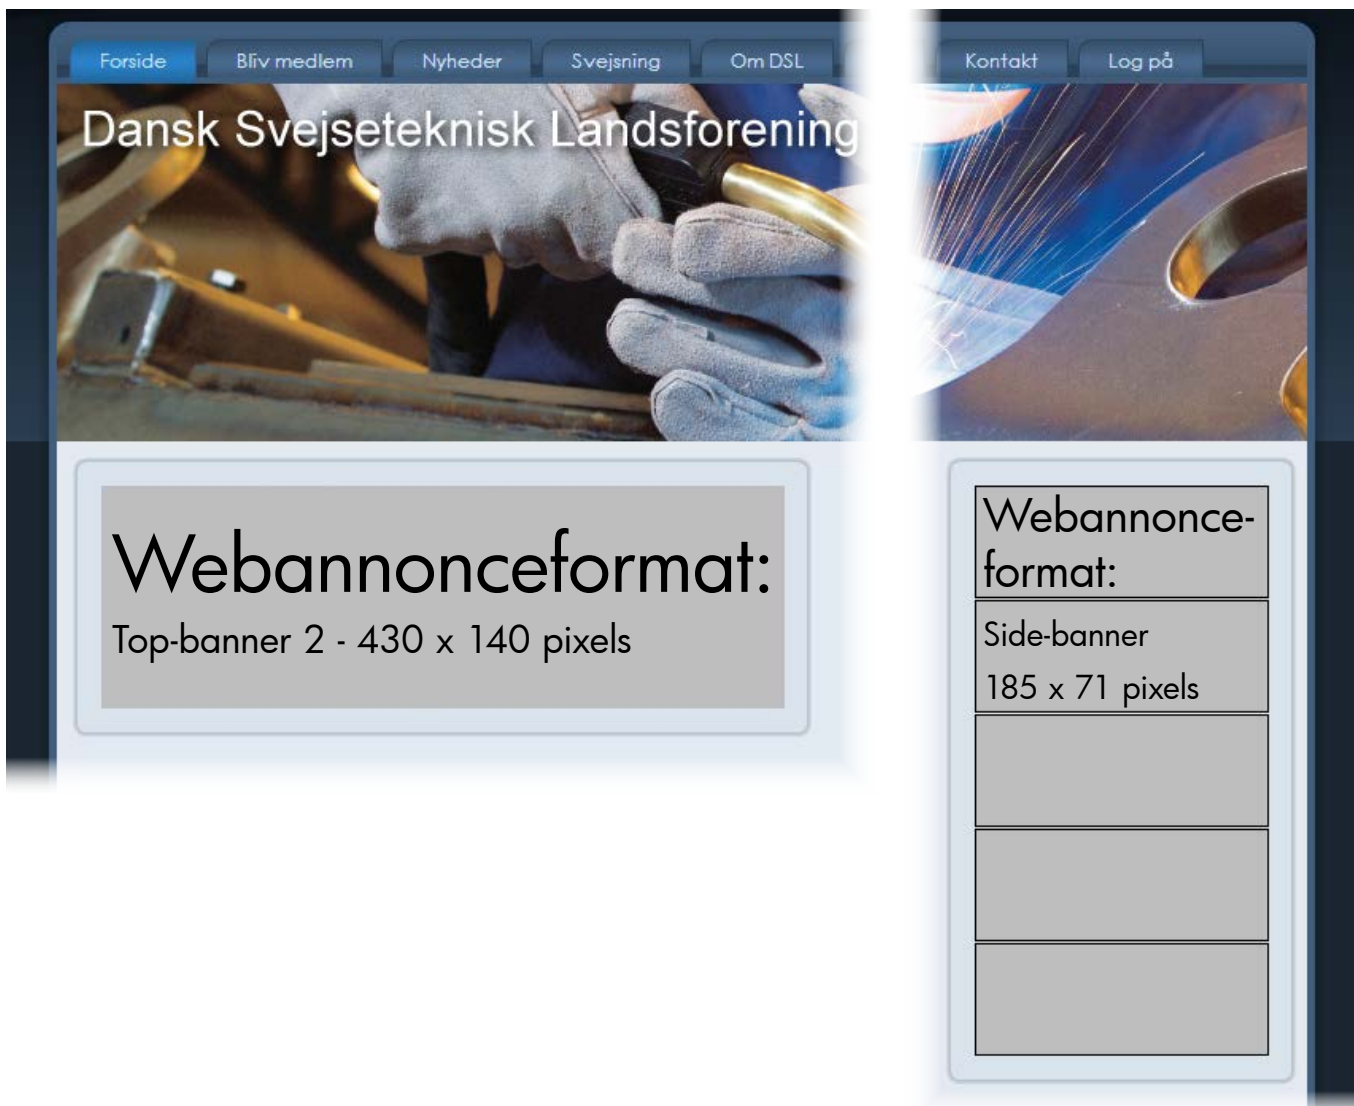 Forside Bliv medlem Nyheder Svejsning Om DSL Kontakt Log på
Dansk Svejseteknisk Landsforening
Webannonceformat:
Top-banner 2 - 430 x 140 pixels
Webannonce-
format:
Side-banner
185 x 71 pixels